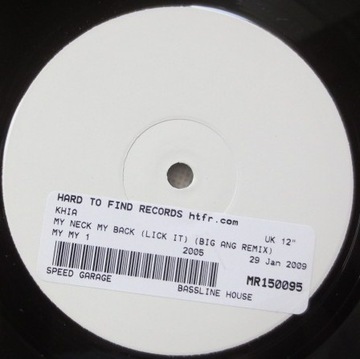 HARD TO FIND RECORDS htfr.com
KHIA UK 12"
MY NECK MY BACK (LICK IT) (BIG ANG REMIX)
MY MY 1 2005 29 Jan 2009
MR150095
SPEED GARAGE BASSLINE HOUSE